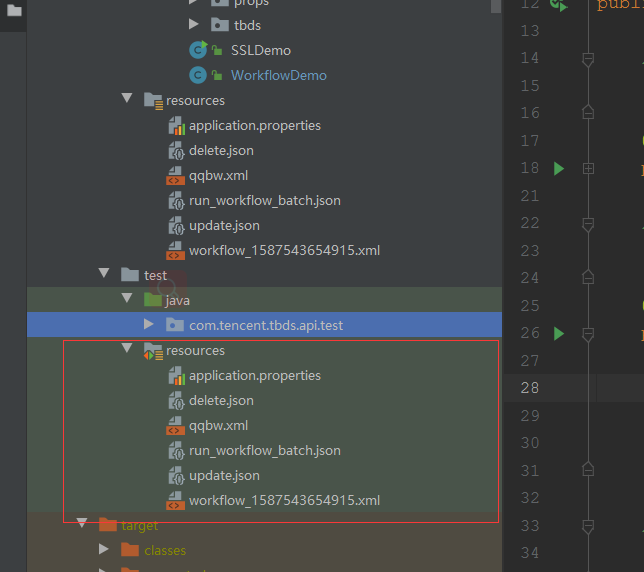 props
tbds
SSLDemo
WorkflowDemo
resources
application.properties
delete.json
qqbw.xml
run_workflow_batch.json
update.json
workflow_1587543654915.xml
test
java
com.tencent.tbds.api.test
resources
application.properties
delete.json
qqbw.xml
run_workflow_batch.json
update.json
workflow_1587543654915.xml
target
classes
12 publi
13
14
15
16
17
18
21
22
23
24
25
26
27
28
29
30
31
32
33
34